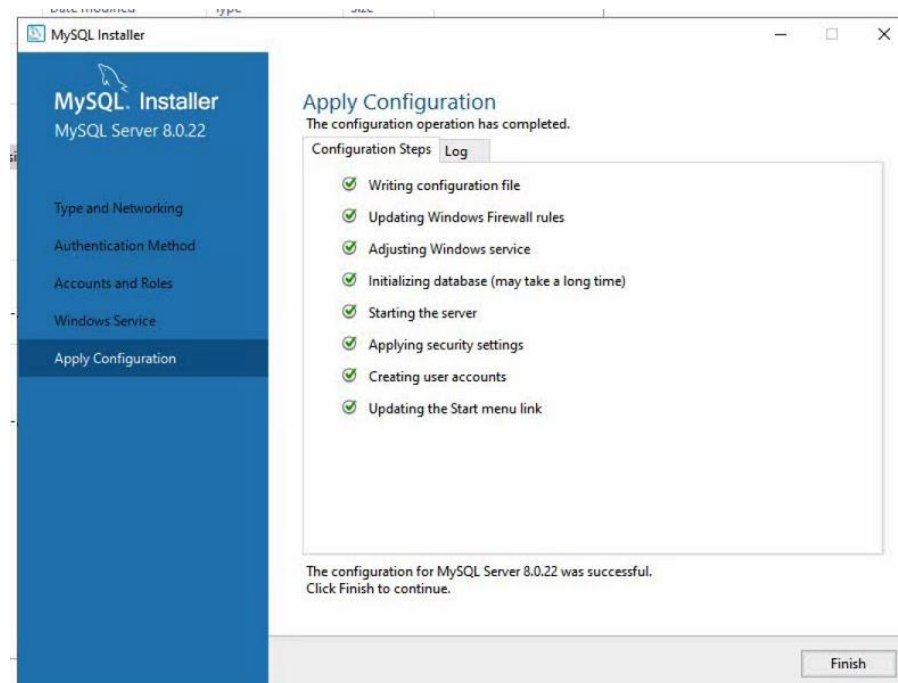 Date modified Type Size
MySQL Installer
MySQL. Installer
MySQL Server 8.0.22
Type and Networking
Authentication Method
Accounts and Roles
Windows Service
Apply Configuration
Apply Configuration
The configuration operation has completed.
Configuration Steps Log
Writing configuration file
Updating Windows Firewall rules
Adjusting Windows service
Initializing database (may take a long time)
Starting the server
Applying security settings
Creating user accounts
Updating the Start menu link
The configuration for MySQL Server 8.0.22 was successful.
Click Finish to continue.
Finish